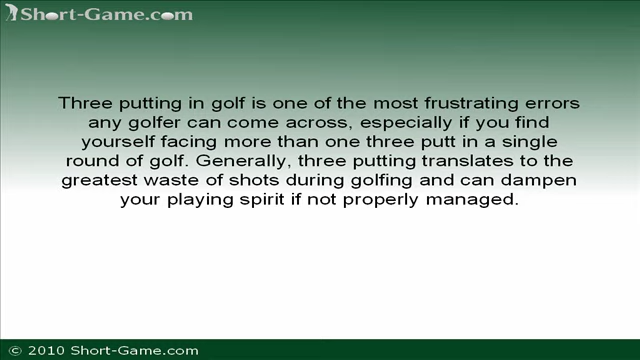 Short-Game.com
Three putting in golf is one of the most frustrating errors
any golfer can come across, especially if you find
yourself facing more than one three putt in a single
round of golf. Generally, three putting translates to the
greatest waste of shots during golfing and can dampen
your playing spirit if not properly managed.
© 2010 Short-Game.com